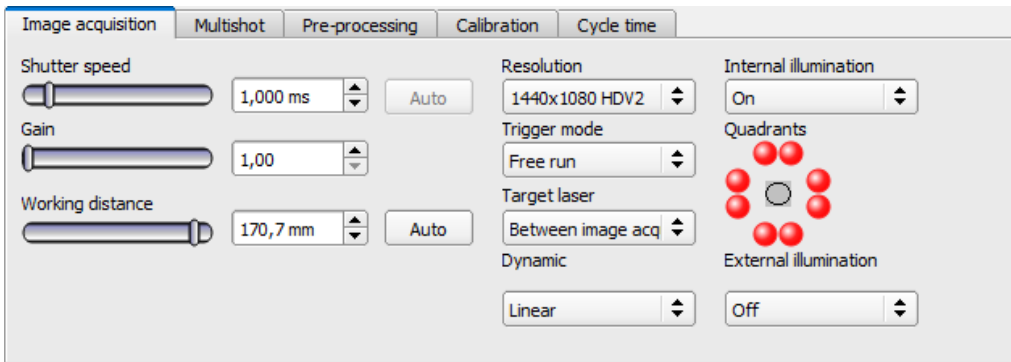 Image acquisition
Multishot
Pre-processing
Calibration
Cycle time
Shutter speed
1,000 ms
Auto
Gain
1,00
Working distance
170,7 mm
Auto
Resolution
1440x1080 HDV2
Trigger mode
Free run
Target laser
Between image acq
Dynamic
Linear
Internal illumination
On
Quadrants
External illumination
Off